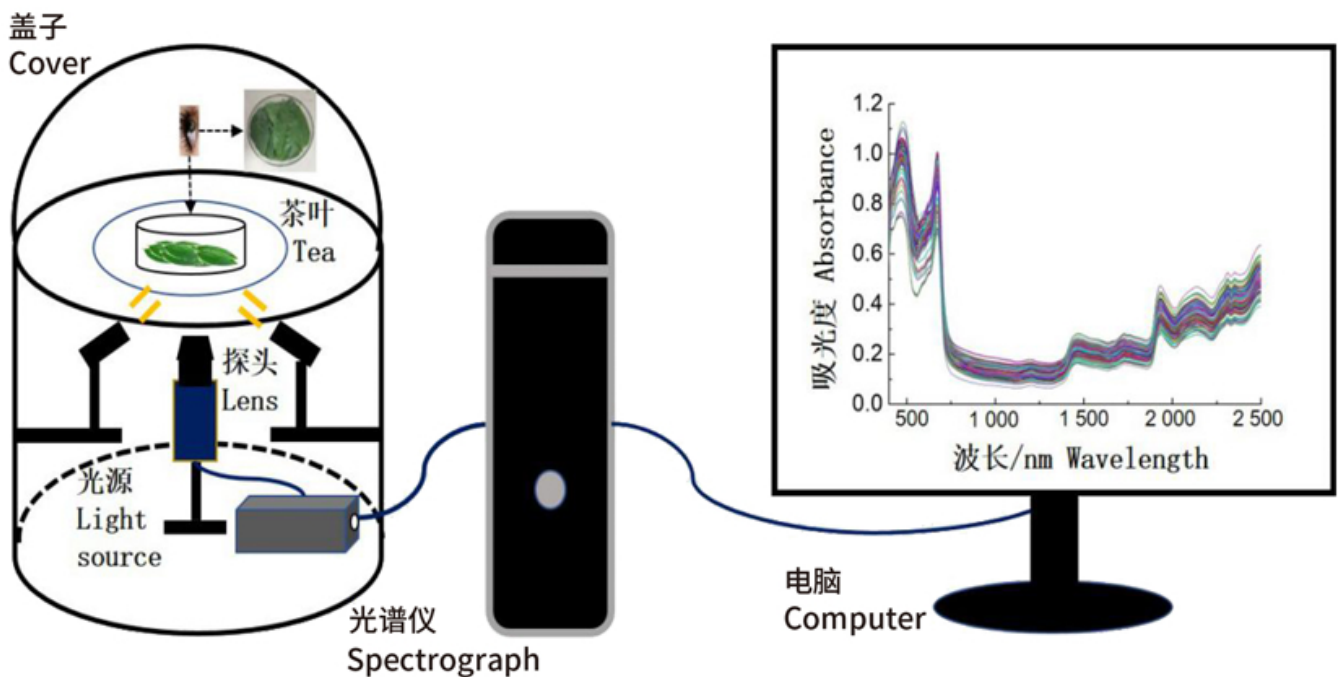 盖子
Cover
茶叶
Tea
探头
Lens
光源
Light
source
光谱仪
Spectrograph
电脑
Computer
吸光度 Absorbance
1.2
1.0
0.8
0.6
0.4
0.2
0.0
500
1 000
1 500
2 000
2 500
波长/nm Wavelength